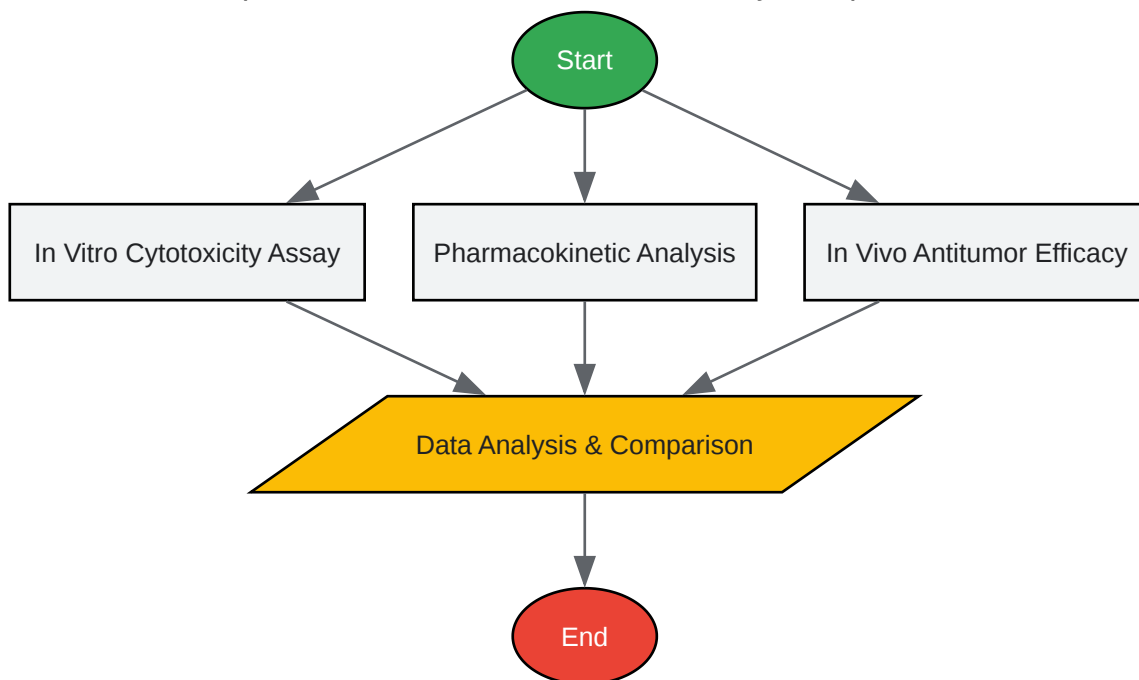 Start
In Vitro Cytotoxicity Assay
Pharmacokinetic Analysis
In Vivo Antitumor Efficacy
Data Analysis & Comparison
End